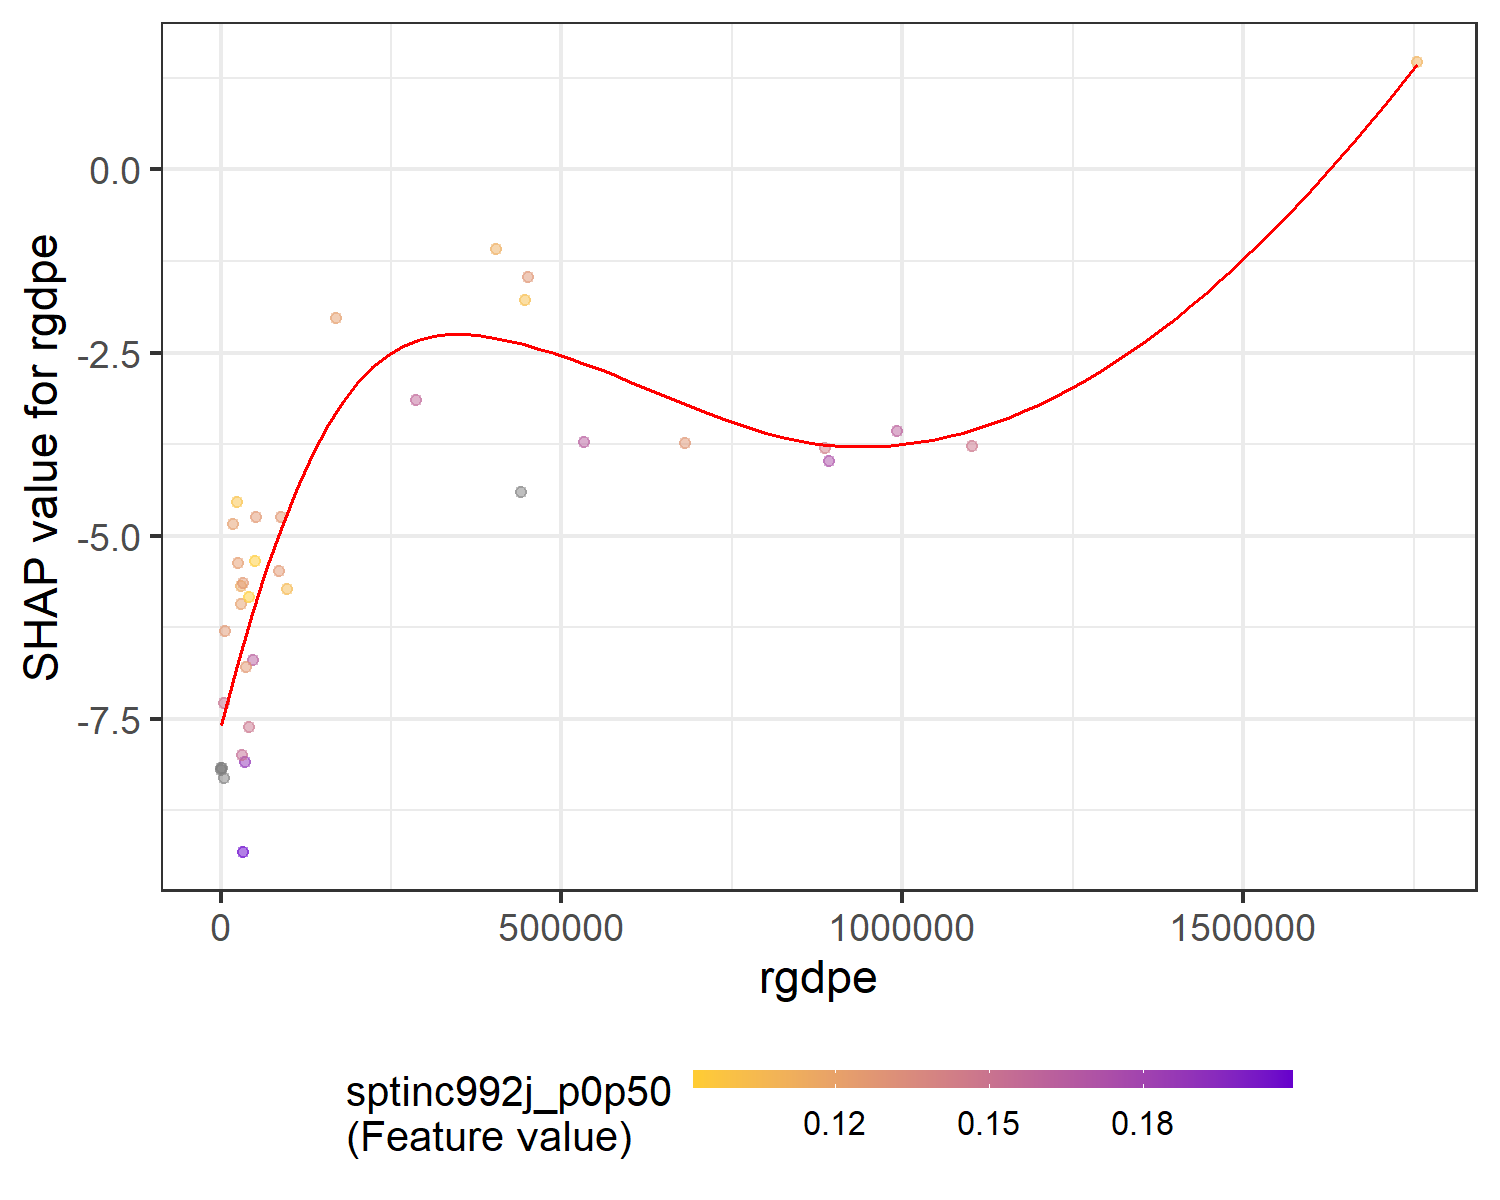 SHAP value for rgdpe
0.0
-2.5
-5.0
-7.5
0 500000 1000000 1500000
rgdpe
sptinc992j_p0p50
(Feature value)
0.12 0.15 0.18